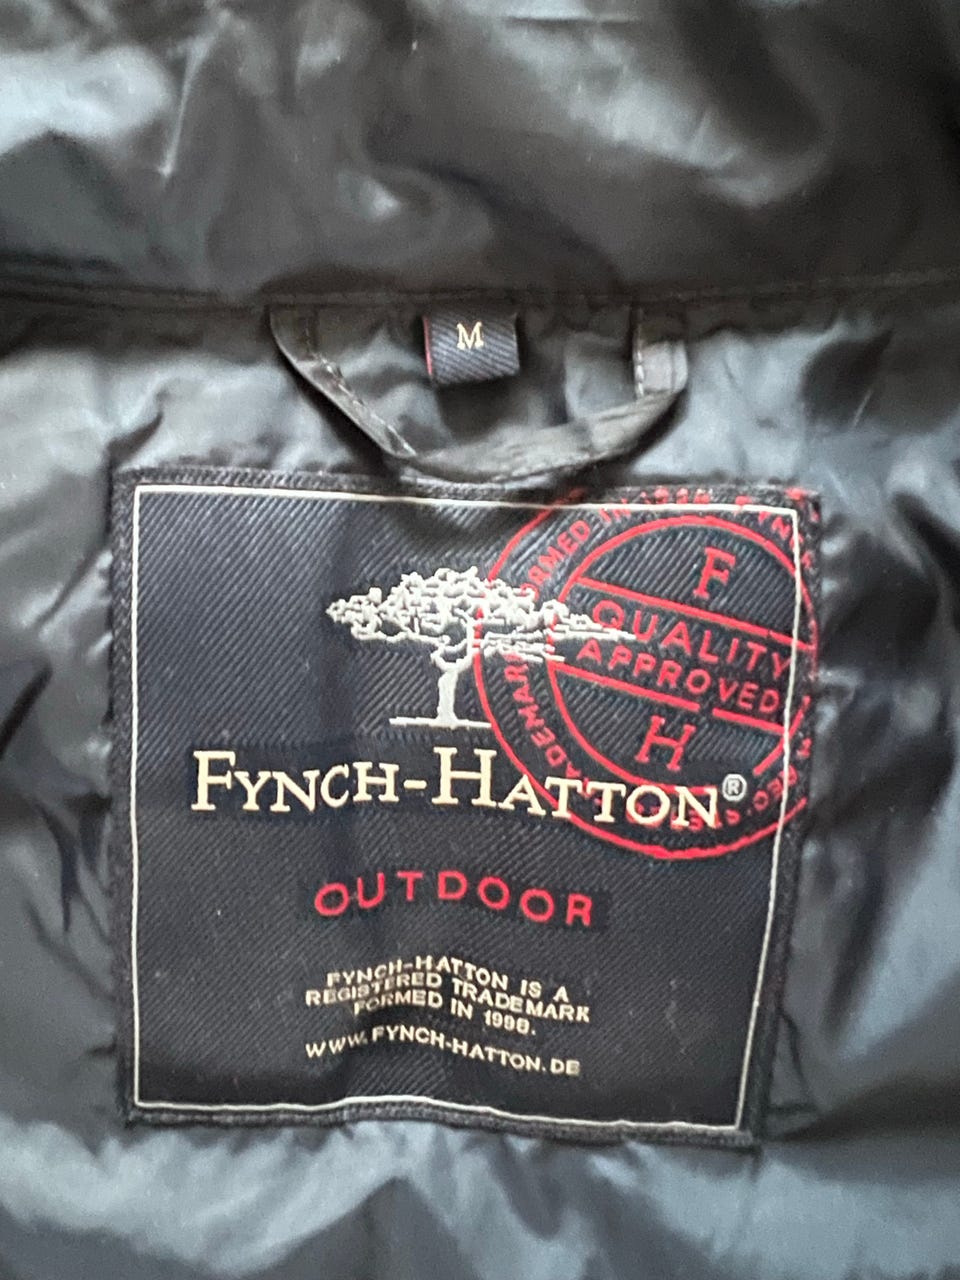 M
F
QUALITY
APPROVED
H
FYNCH-HATTON®
OUTDOOR
FYNCH-HATTON IS A
REGISTERED TRADEMARK
FORMED IN 1998.
WWW.FYNCH-HATTON.DE